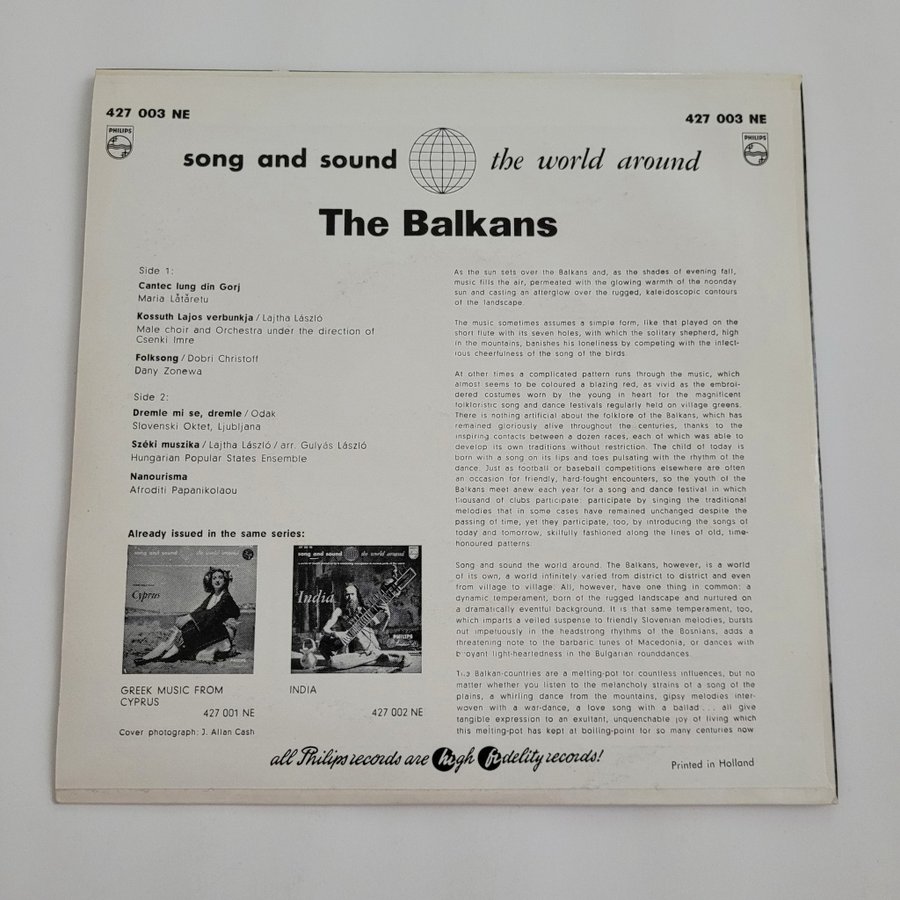 427 003 NE
427 003 NE
PHILIPS
PHILIPS
song and sound the world around
The Balkans
Side 1:
Cantec lung din Gorj
Maria Låtåretu
Kossuth Lajos verbunkja / Lajtha László
Male choir and Orchestra under the direction of
Csenki Imre
Folksong / Dobri Christoff
Dany Zonewa
Side 2:
Dremle mi se, dremle / Odak
Slovenski Oktet, Ljubljana
Széki muszika / Lajtha László / arr. Gulyás László
Hungarian Popular States Ensemble
Nanourisma
Afroditi Papanikolaou
Already issued in the same series:
song and sound the world around
Cyprus
song and sound the world around
India
PHILIPS
GREEK MUSIC FROM
CYPRUS
427 001 NE
INDIA
427 002 NE
Cover photograph: J. Allan Cash
As the sun sets over the Balkans and, as the shades of evening fall,
music fills the air, permeated with the glowing warmth of the noonday
sun and casting an afterglow over the rugged, kaleidoscopic contours
of the landscape.
The music sometimes assumes a simple form, like that played on the
short flute with its seven holes, with which the solitary shepherd, high
in the mountains, banishes his loneliness by competing with the infect-
ious cheerfulness of the song of the birds.
At other times a complicated pattern runs through the music, which
almost seems to be coloured a blazing red, as vivid as the embroi-
dered costumes worn by the young in heart for the magnificent
folkloristic song and dance festivals regularly held on village greens.
There is nothing artificial about the folklore of the Balkans, which has
remained gloriously alive throughout the centuries, thanks to the
inspiring contacts between a dozen races, each of which was able to
develop its own traditions without restriction. The child of today is
born with a song on its lips and toes pulsating with the rhythm of the
dance. Just as football or baseball competitions elsewhere are often
an occasion for friendly, hard-fought encounters, so the youth of the
Balkans meet anew each year for a song and dance festival in which
thousand of clubs participate: participate by singing the traditional
melodies that in some cases have remained unchanged despite the
passing of time, yet they participate, too, by introducing the songs of
today and tomorrow, skilfully fashioned along the lines of old, time-
honoured patterns.
Song and sound the world around. The Balkans, however, is a world
of its own, a world infinitely varied from district to district and even
from village to village. All, however, have one thing in common: a
dynamic temperament, born of the rugged landscape and nurtured on
a dramatically eventful background. It is that same temperament, too,
which imparts a veiled suspense to friendly Slovenian melodies, bursts
out impetuously in the headstrong rhythms of the Bosnians, adds a
threatening note to the barbaric tunes of Macedonia, or dances with
buoyant light-heartedness in the Bulgarian rounddances.
The Balkan-countries are a melting-pot for countless influences, but no
matter whether you listen to the melancholy strains of a song of the
plains, a whirling dance from the mountains, gipsy melodies inter-
woven with a war-dance, a love song with a ballad ... all give
tangible expression to an exultant, unquenchable joy of living which
this melting-pot has kept at boiling-point for so many centuries now
all Philips records are high fidelity records!
Printed in Holland